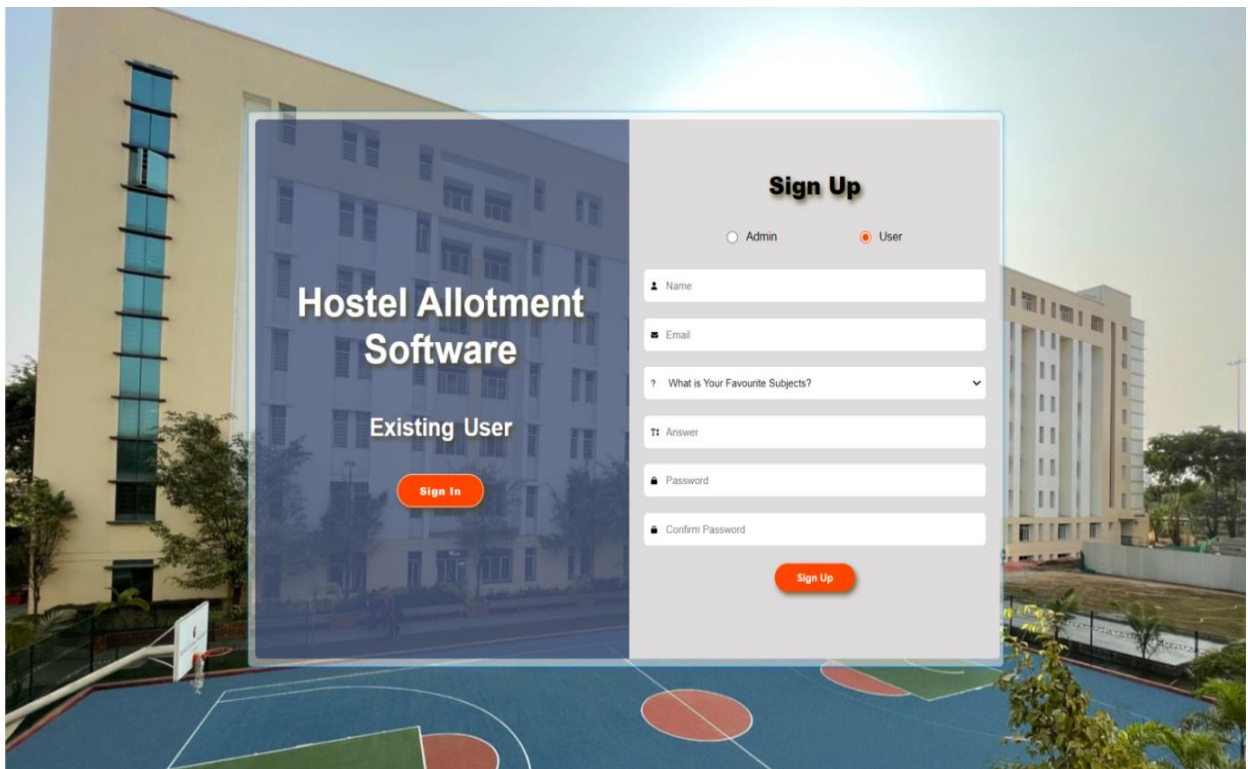 Hostel Allotment
Software
Existing User
Sign In
Sign Up
Admin User
Name
Email
? What is Your Favourite Subjects?
Answer
Password
Confirm Password
Sign Up